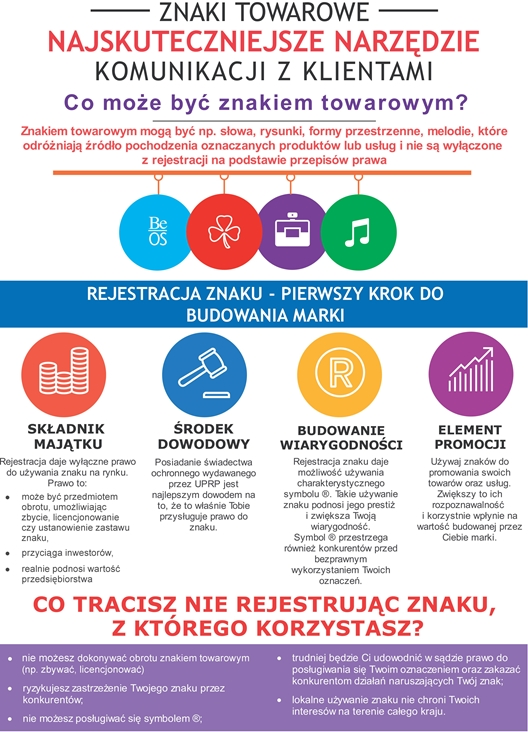 ZNAKI TOWAROWE
NAJSKUTECZNIEJSZE NARZĘDZIE
KOMUNIKACJI Z KLIENTAMI
Co może być znakiem towarowym?
Znakiem towarowym mogą być np. słowa, rysunki, formy przestrzenne, melodie, które
odróżniają źródło pochodzenia oznaczanych produktów lub usług i nie są wyłączone
z rejestracji na podstawie przepisów prawa
Be
OS
REJESTRACJA ZNAKU - PIERWSZY KROK DO
BUDOWANIA MARKI
SKŁADNIK
MAJĄTKU
Rejestracja daje wyłączne prawo
do używania znaku na rynku.
Prawo to:
• może być przedmiotem
obrotu, umożliwiając
zbycie, licencjonowanie
czy ustanowienie zastawu
znaku,
• przyciąga inwestorów,
• realnie podnosi wartość
przedsiębiorstwa
ŚRODEK
DOWODOWY
Posiadanie świadectwa
ochronnego wydawanego
przez UPRP jest
najlepszym dowodem na
to, że to właśnie Tobie
przysługuje prawo do
znaku.
R
BUDOWANIE
WIARYGODNOŚCI
Rejestracja znaku daje
możliwość używania
charakterystycznego
symbolu ®. Takie używanie
znaku podnosi jego prestiż
i zwiększa Twoją
wiarygodność.
Symbol ® przestrzega
również konkurentów przed
bezprawnym
wykorzystaniem Twoich
oznaczeń.
ELEMENT
PROMOCJI
Używaj znaków do
promowania swoich
towarów oraz usług.
Zwiększy to ich
rozpoznawalność
i korzystnie wpłynie na
wartość budowanej przez
Ciebie marki.
CO TRACISZ NIE REJESTRUJĄC ZNAKU,
Z KTÓREGO KORZYSTASZ?
• nie możesz dokonywać obrotu znakiem towarowym
(np. zbywać, licencjonować)
• ryzykujesz zastrzeżenie Twojego znaku przez
konkurentów;
• nie możesz posługiwać się symbolem ®;
• trudniej będzie Ci udowodnić w sądzie prawo do
posługiwania się Twoim oznaczeniem oraz zakazać
konkurentom działań naruszających Twój znak;
• lokalne używanie znaku nie chroni Twoich
interesów na terenie całego kraju.